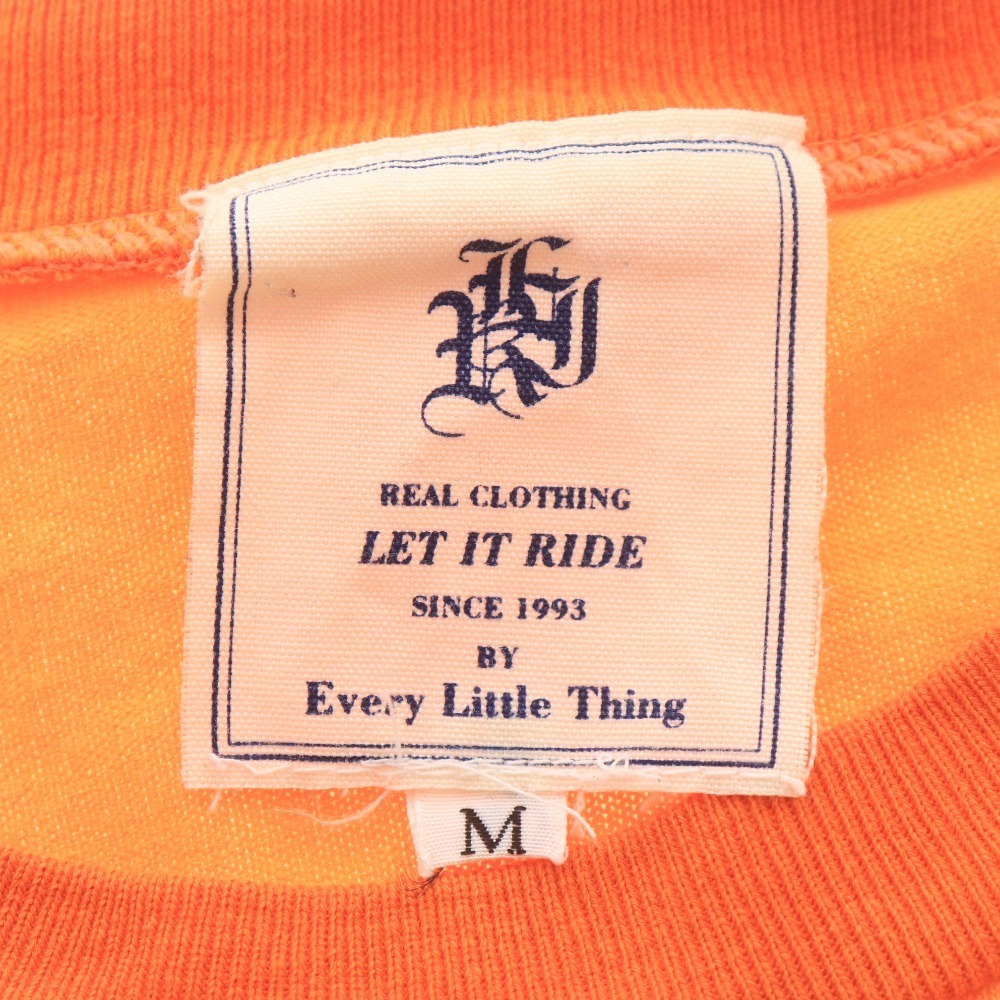 REAL CLOTHING
LET IT RIDE
SINCE 1993
BY
Every Little Thing
M